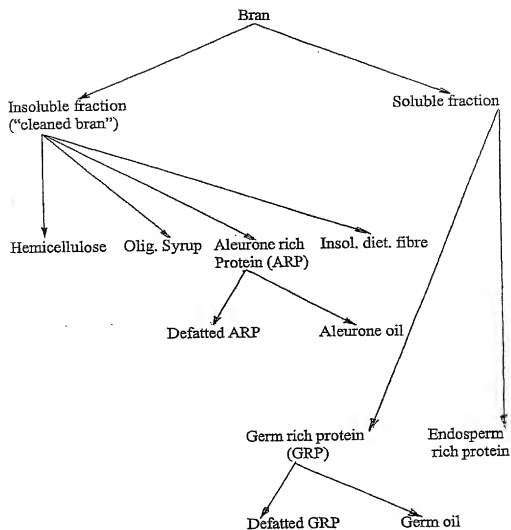 Bran
Insoluble fraction
("cleaned bran")
Soluble fraction
Hemicellulose
Olig. Syrup
Aleurone rich
Protein (ARP)
Insol. diet. fibre
Defatted ARP
Aleurone oil
Germ rich protein
(GRP)
Endosperm
rich protein
Defatted GRP
Germ oil